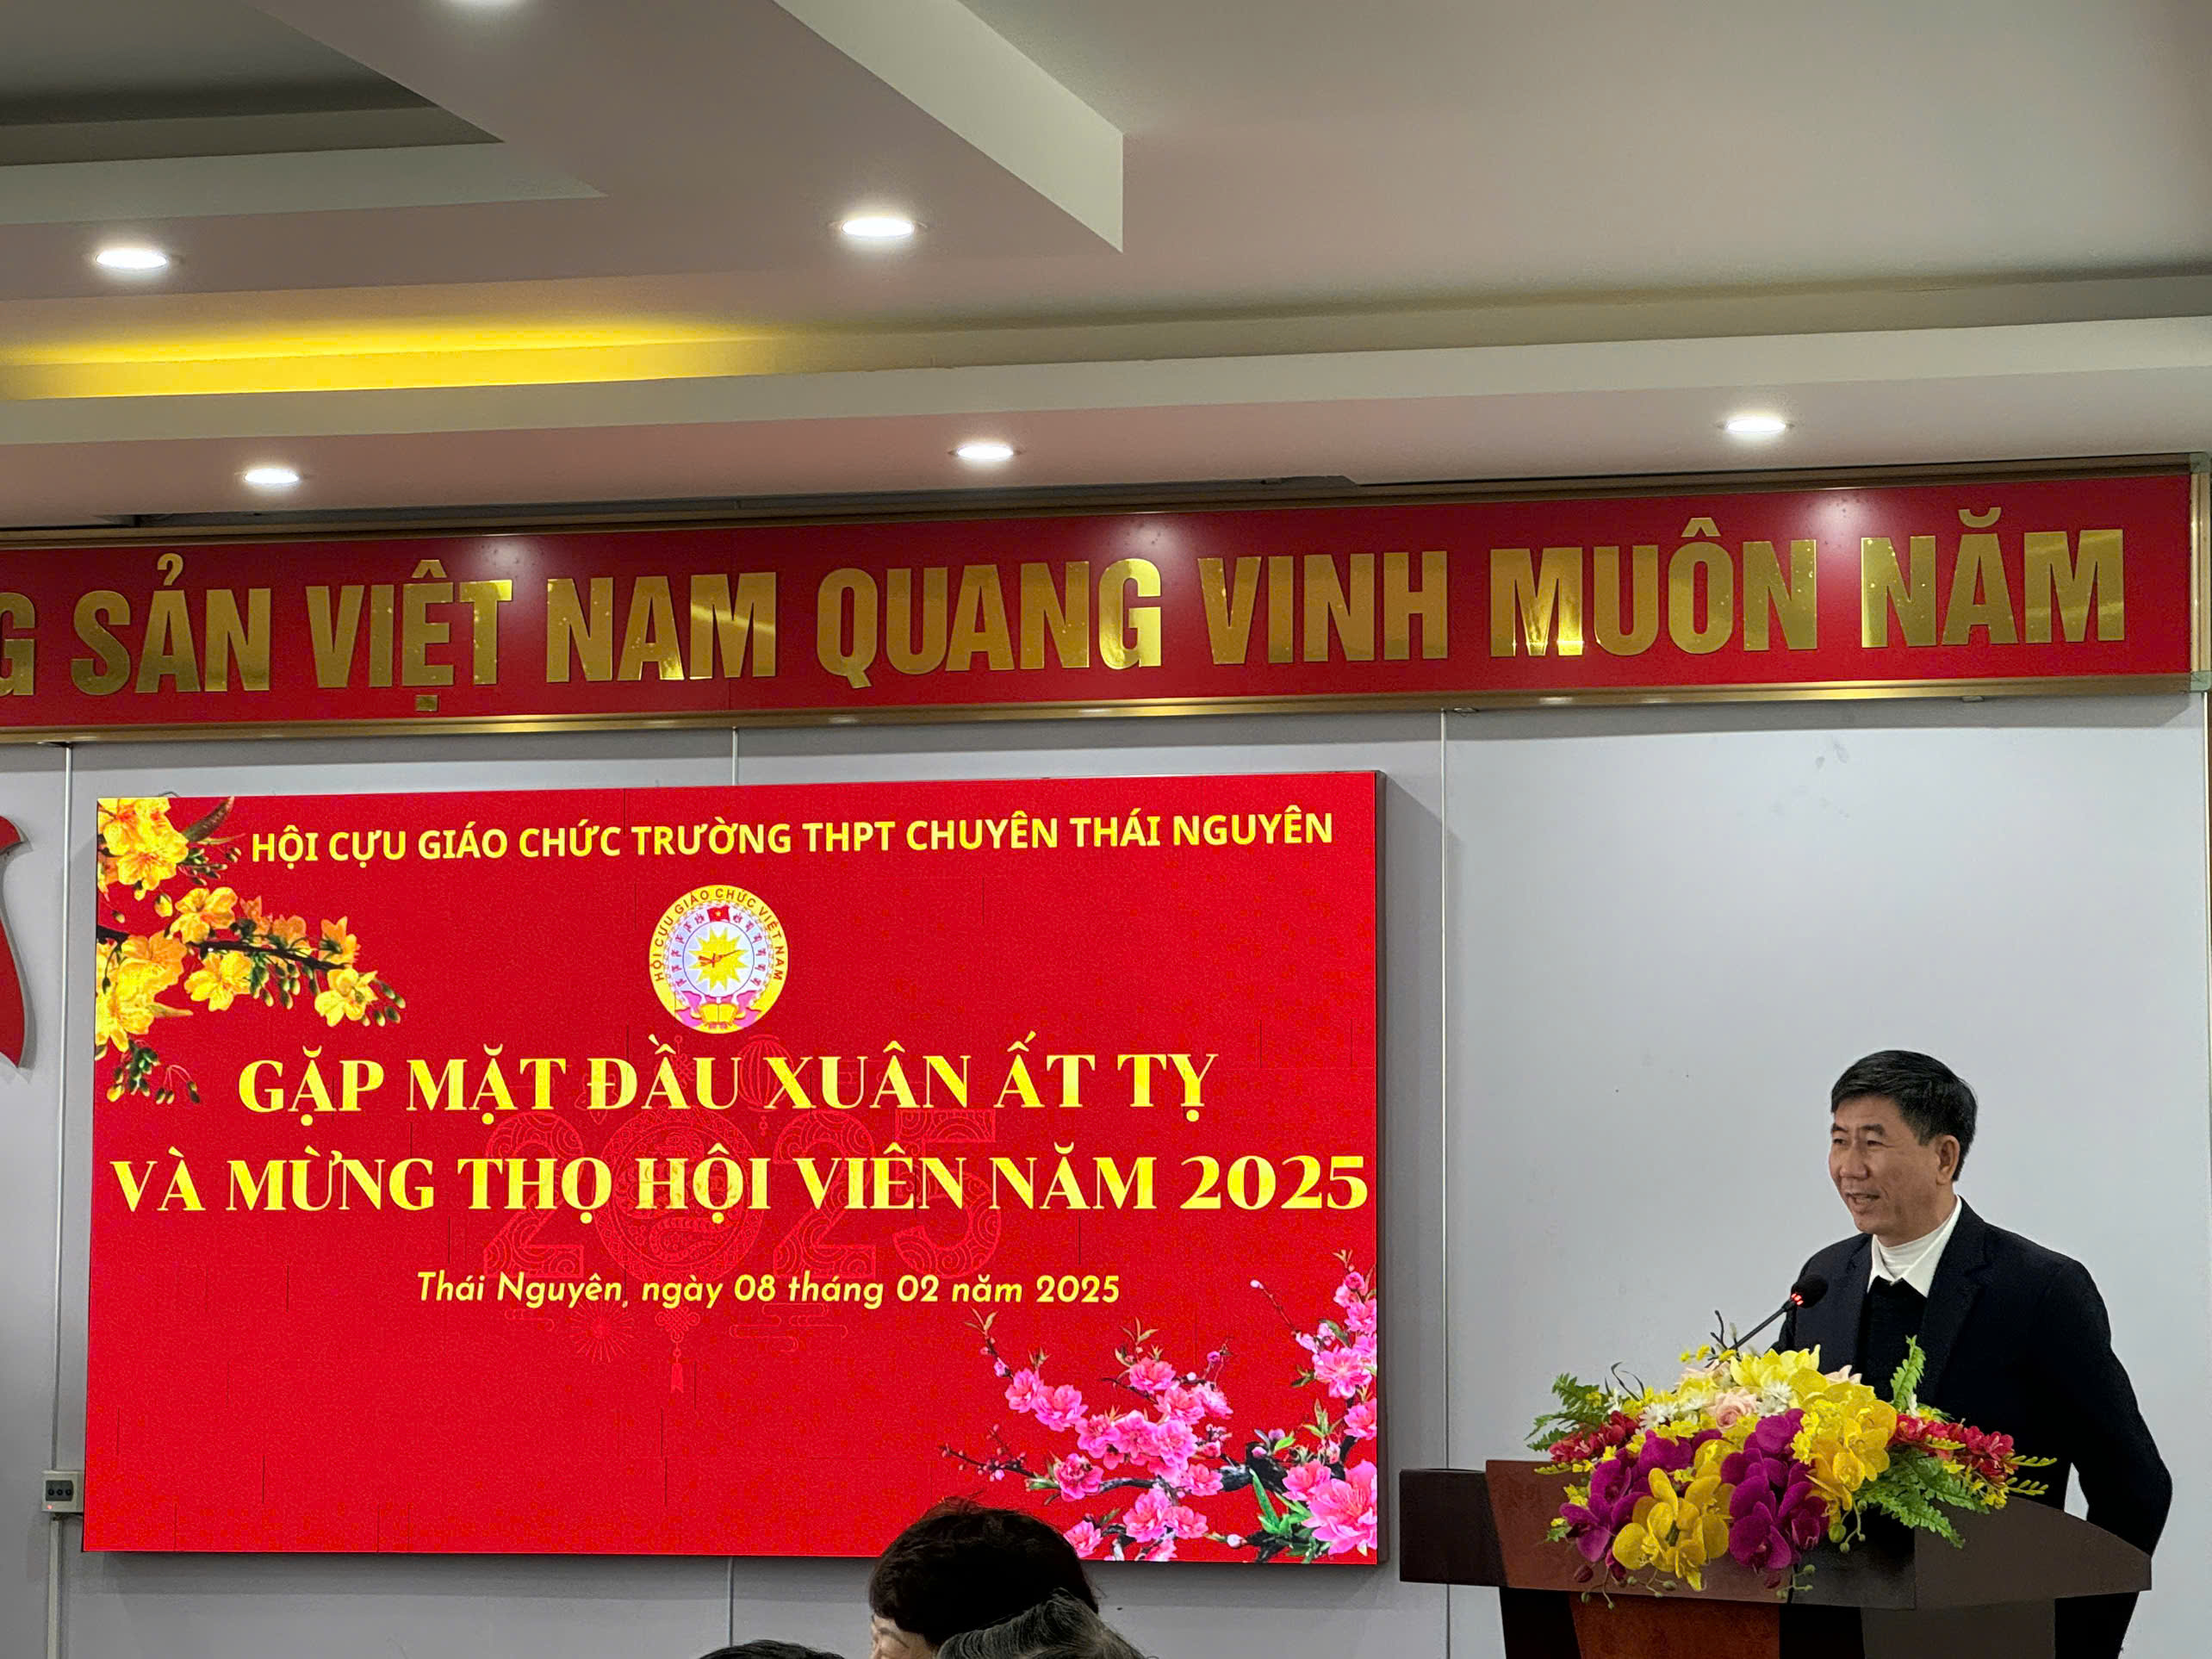 SẢN VIỆT NAM QUANG VINH MUÔN NĂM
HỘI CỰU GIÁO CHỨC TRƯỜNG THPT CHUYÊN THÁI NGUYÊN
HỘI CỰU GIÁO CHỨC VIỆT NAM
GẶP MẶT ĐẦU XUÂN ẤT TỴ
VÀ MỪNG THỌ HỘI VIÊN NĂM 2025
2025
Thái Nguyên, ngày 08 tháng 02 năm 2025